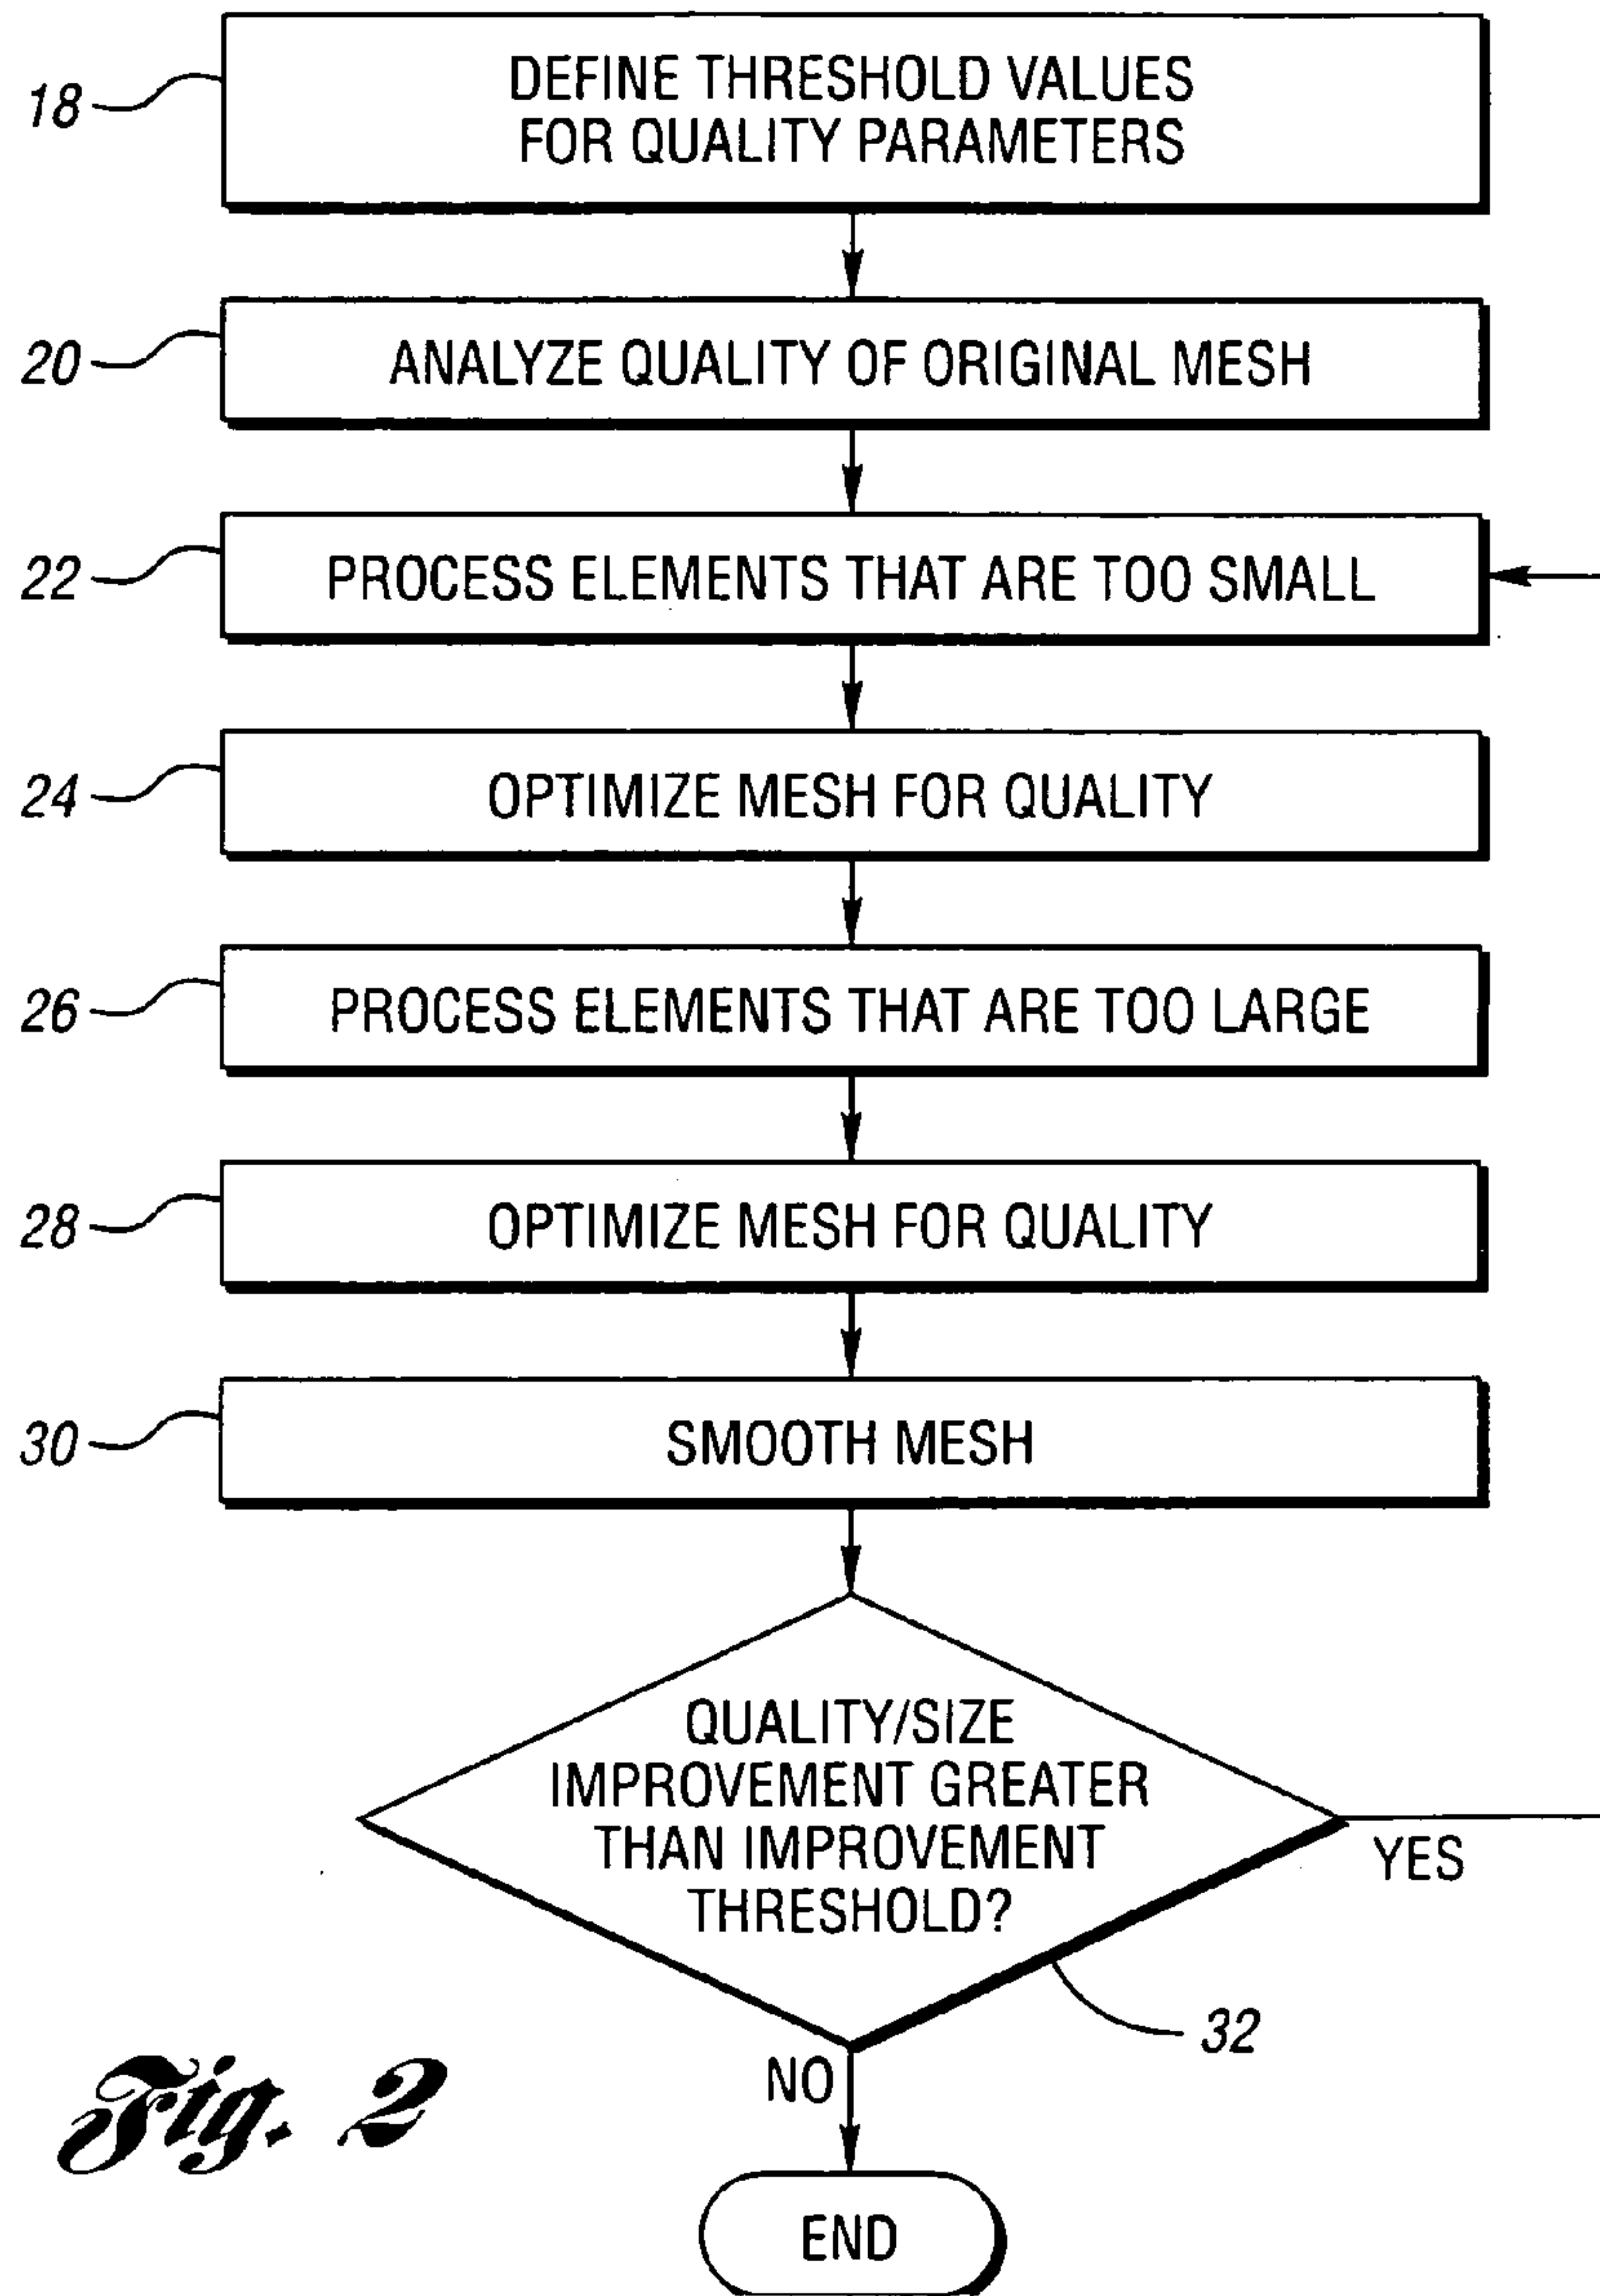 18
DEFINE THRESHOLD VALUES
FOR QUALITY PARAMETERS
20
ANALYZE QUALITY OF ORIGINAL MESH
22
PROCESS ELEMENTS THAT ARE TOO SMALL
24
OPTIMIZE MESH FOR QUALITY
26
PROCESS ELEMENTS THAT ARE TOO LARGE
28
OPTIMIZE MESH FOR QUALITY
30
SMOOTH MESH
QUALITY/SIZE
IMPROVEMENT GREATER
THAN IMPROVEMENT
THRESHOLD?
YES
32
NO
Fig. 2
END